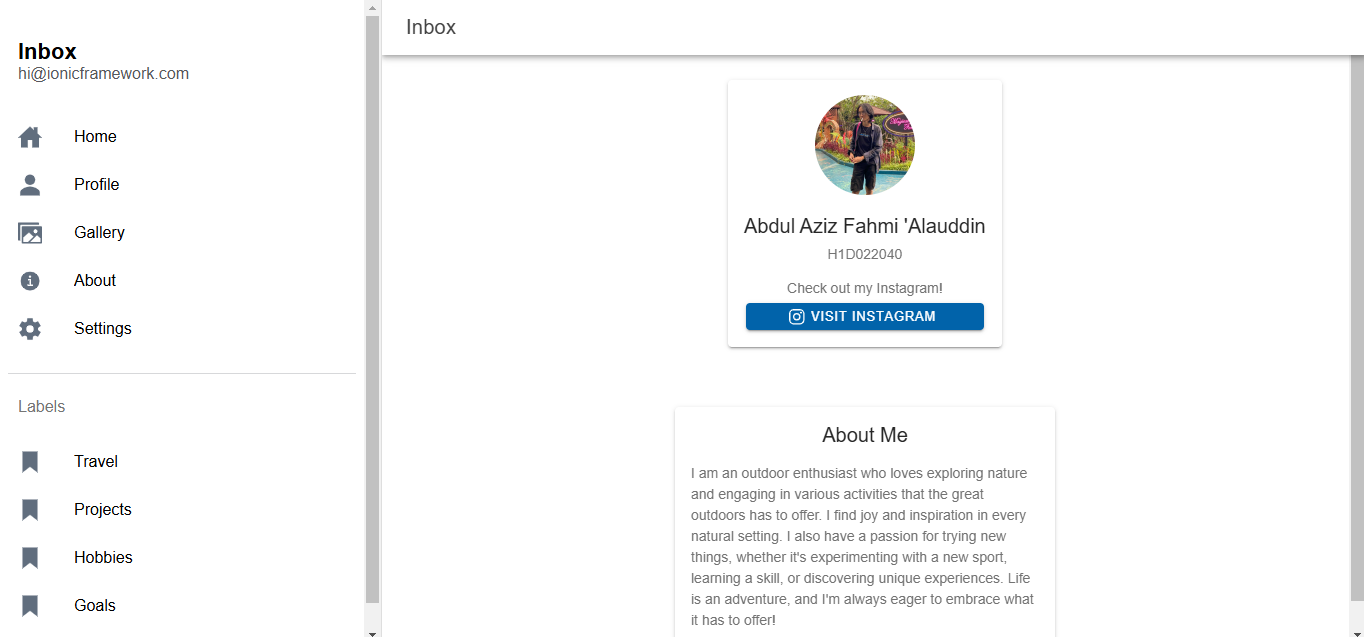 Inbox
hi@ionicframework.com
Home
Profile
Gallery
About
Settings
Labels
Travel
Projects
Hobbies
Goals
Inbox
Abdul Aziz Fahmi 'Alauddin
H1D022040
Check out my Instagram!
VISIT INSTAGRAM
About Me
I am an outdoor enthusiast who loves exploring nature
and engaging in various activities that the great
outdoors has to offer. I find joy and inspiration in every
natural setting. I also have a passion for trying new
things, whether it's experimenting with a new sport,
learning a skill, or discovering unique experiences. Life
is an adventure, and I'm always eager to embrace what
it has to offer!